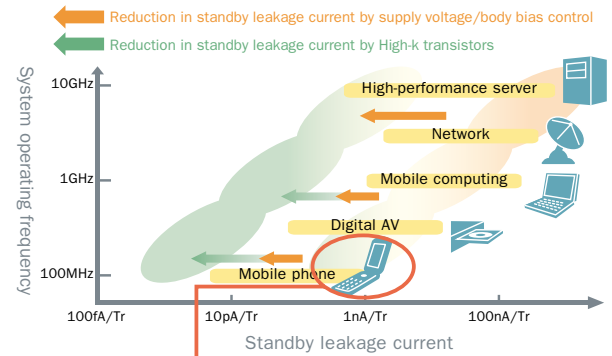 Reduction in standby leakage current by supply voltage/body bias control
Reduction in standby leakage current by High-k transistors
System operating frequency
10GHz
1GHz
100MHz
High-performance server
Network
Mobile computing
Digital AV
Mobile phone
100fA/Tr
10pA/Tr
1nA/Tr
100nA/Tr
Standby leakage current